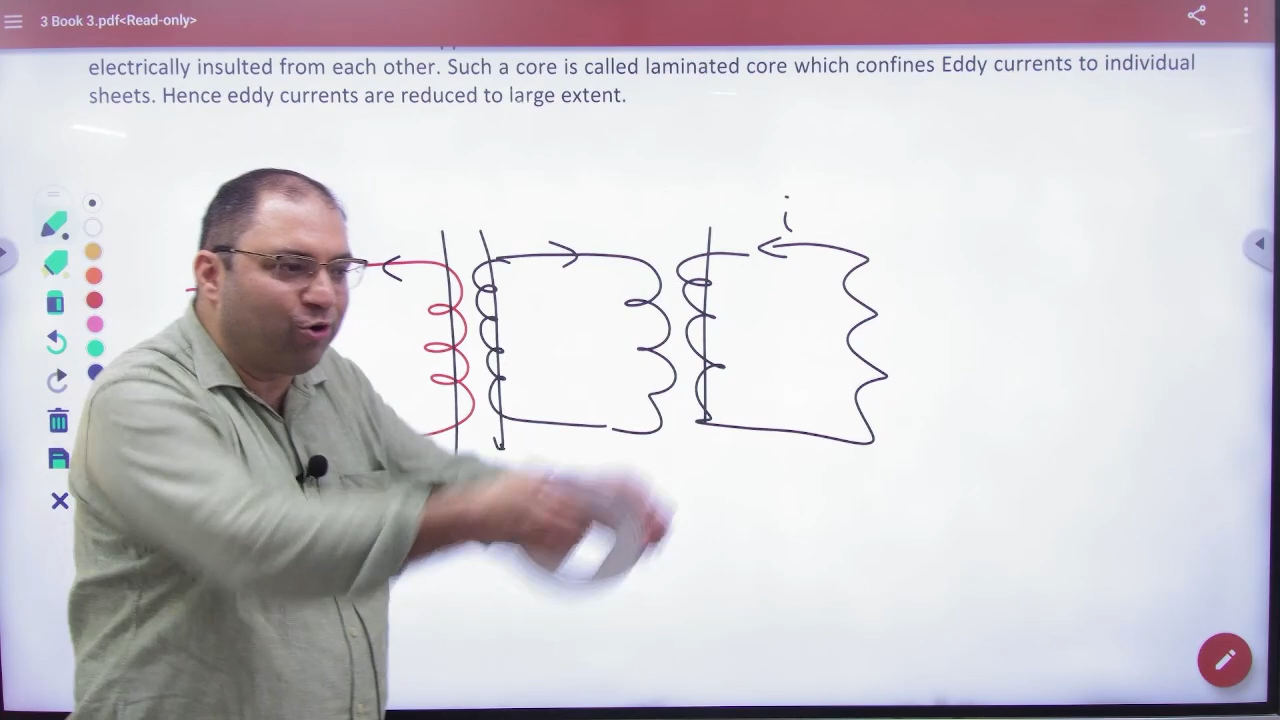 3 Book 3.pdf<Read-only>
electrically insulted from each other. Such a core is called laminated core which confines Eddy currents to individual
sheets. Hence eddy currents are reduced to large extent.
i